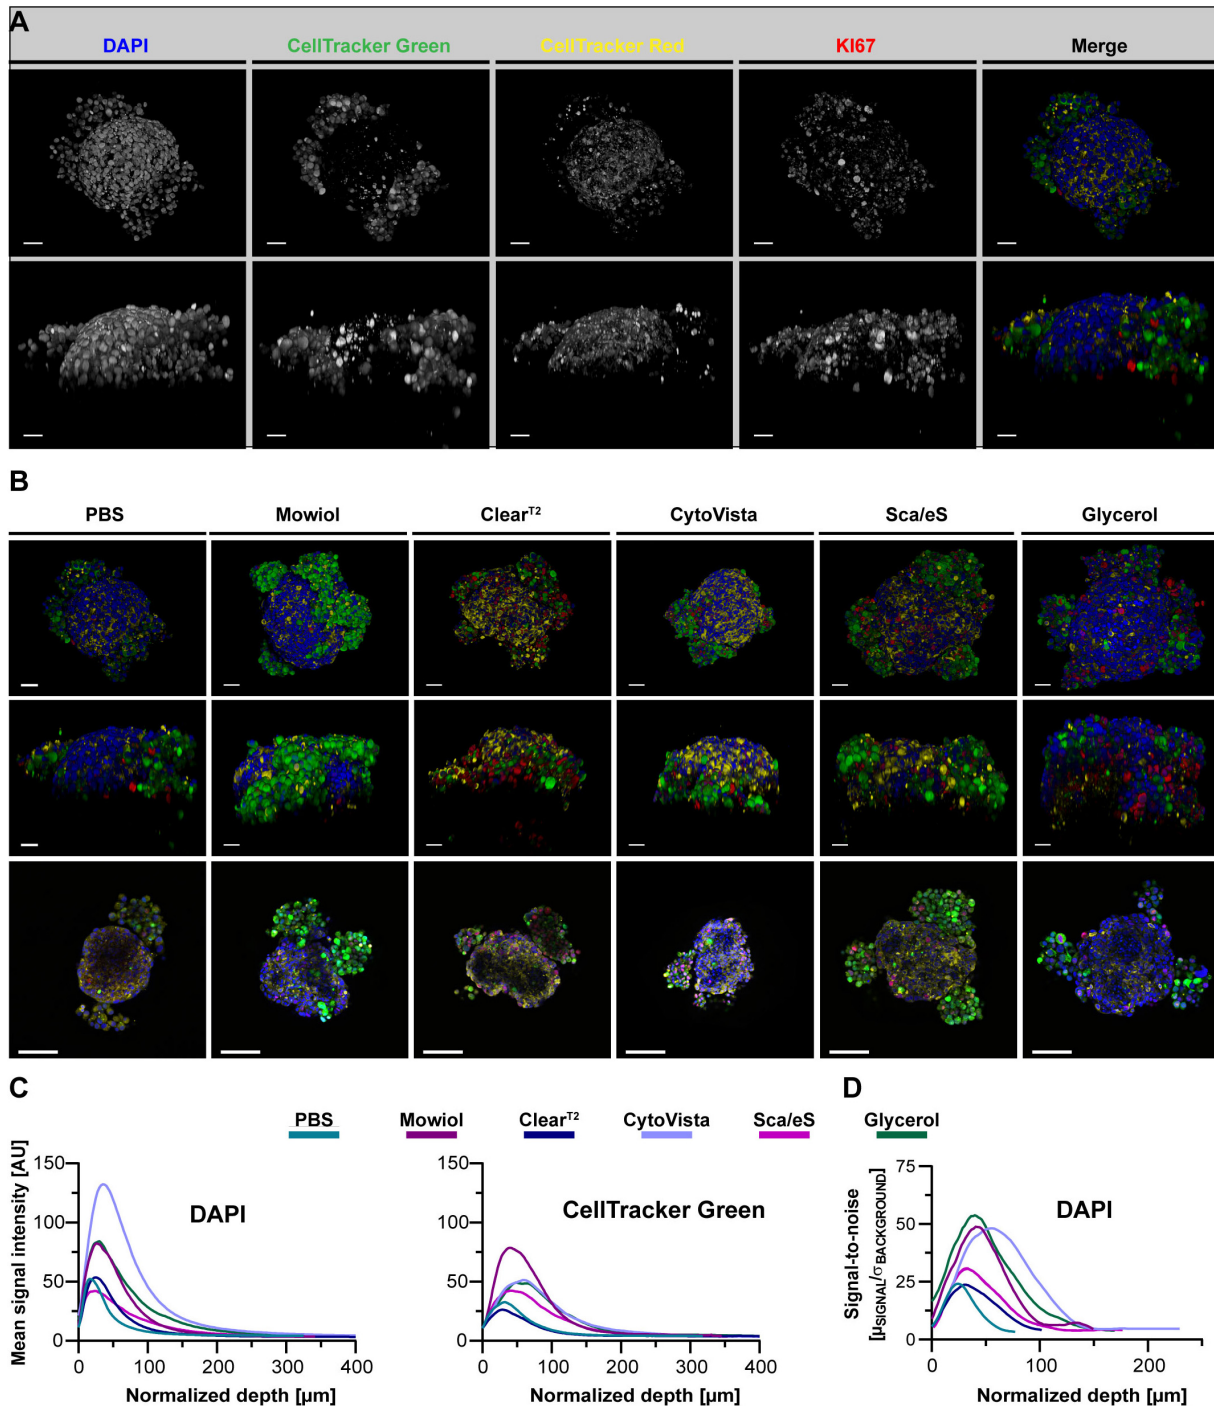 A
DAPI CellTracker Green CellTracker Red KI67 Merge
B
PBS Mowiol Clear^T2 CytoVista Sca/eS Glycerol
C D
PBS Mowiol Clear^T2 CytoVista Sca/eS Glycerol
Mean signal intensity [AU]
150
100
50
0
DAPI
0 100 200 300 400
Normalized depth [µm]
150
100
50
0
CellTracker Green
0 100 200 300 400
Normalized depth [µm]
Signal-to-noise
[µSIGNAL/σBACKGROUND]
75
50
25
0
DAPI
0 100 200
Normalized depth [µm]